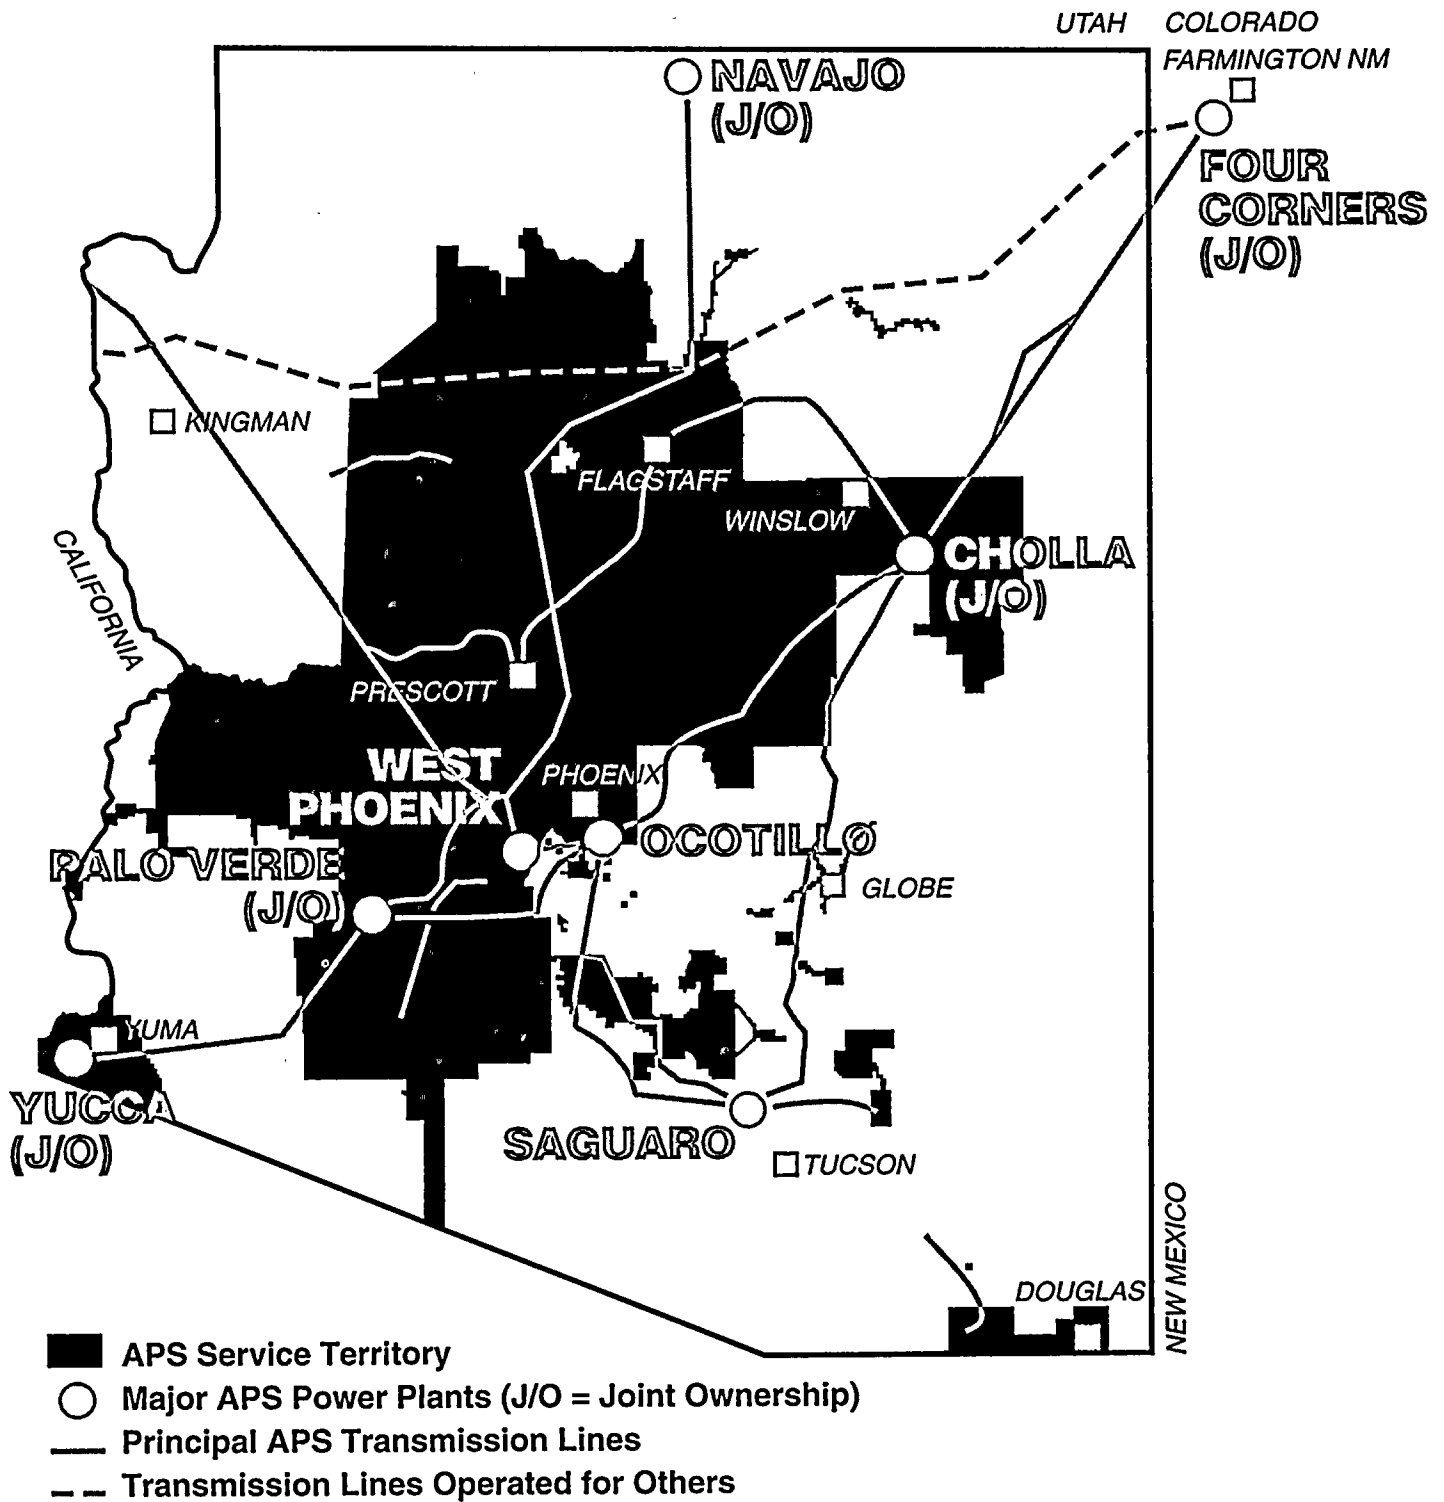 UTAH
COLORADO
FARMINGTON NM
NAVAJO
(J/O)
FOUR
CORNERS
(J/O)
KINGMAN
FLAGSTAFF
WINSLOW
CALIFORNIA
CHOLLA
(J/O)
PRESCOTT
WEST
PHOENIX
PHOENIX
OCOTILLO
PALO VERDE
(J/O)
GLOBE
YUMA
YUCCA
(J/O)
SAGUARO
TUCSON
NEW MEXICO
DOUGLAS
APS Service Territory
Major APS Power Plants (J/O = Joint Ownership)
Principal APS Transmission Lines
Transmission Lines Operated for Others